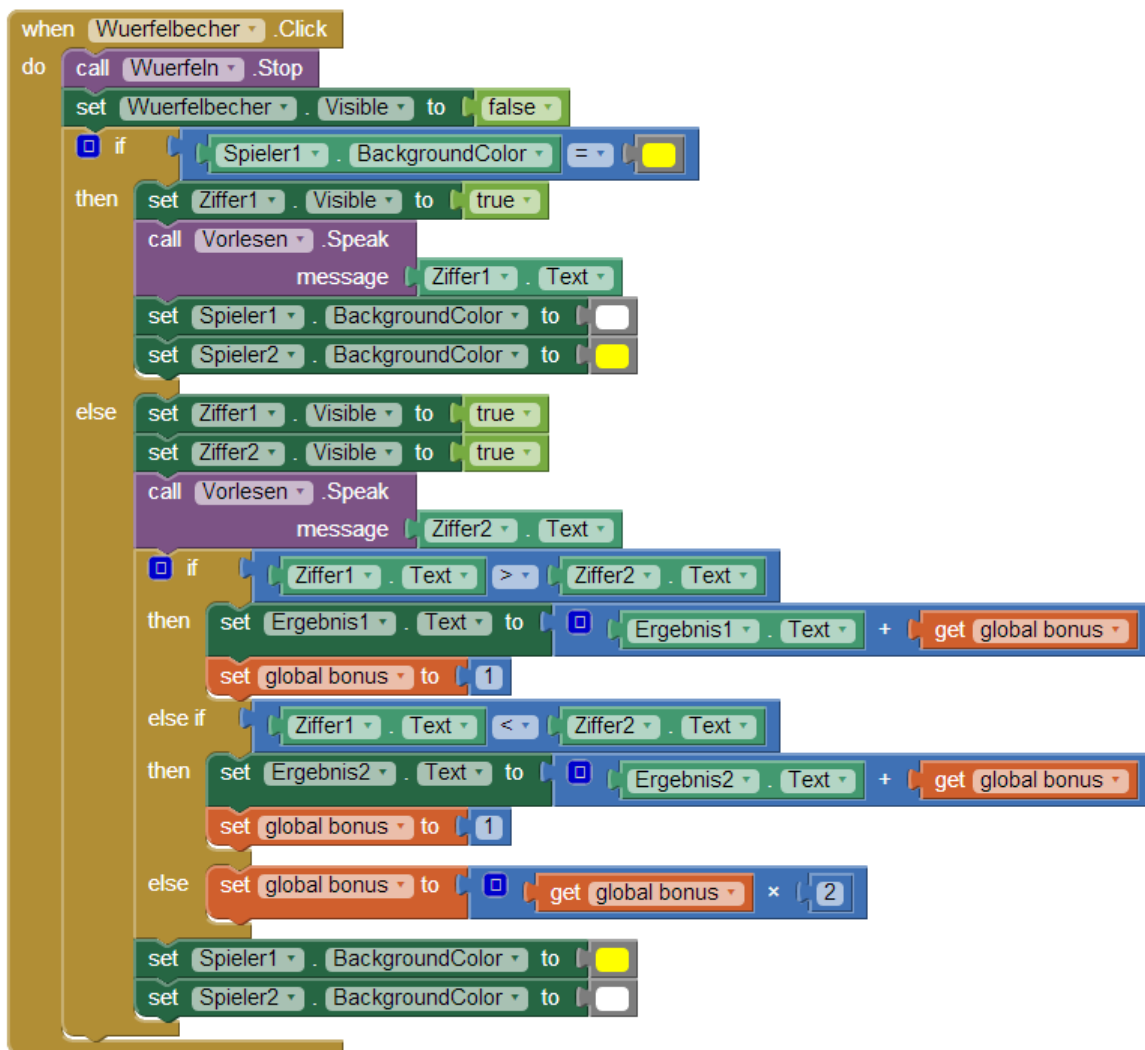 when Wuerfelbecher .Click
do call Wuerfeln .Stop
set Wuerfelbecher . Visible to false
if Spieler1 . BackgroundColor =
then set Ziffer1 . Visible to true
call Vorlesen .Speak
message Ziffer1 . Text
set Spieler1 . BackgroundColor to
set Spieler2 . BackgroundColor to
else set Ziffer1 . Visible to true
set Ziffer2 . Visible to true
call Vorlesen .Speak
message Ziffer2 . Text
if Ziffer1 . Text > Ziffer2 . Text
then set Ergebnis1 . Text to Ergebnis1 . Text + get global bonus
set global bonus to 1
else if Ziffer1 . Text < Ziffer2 . Text
then set Ergebnis2 . Text to Ergebnis2 . Text + get global bonus
set global bonus to 1
else set global bonus to get global bonus × 2
set Spieler1 . BackgroundColor to
set Spieler2 . BackgroundColor to